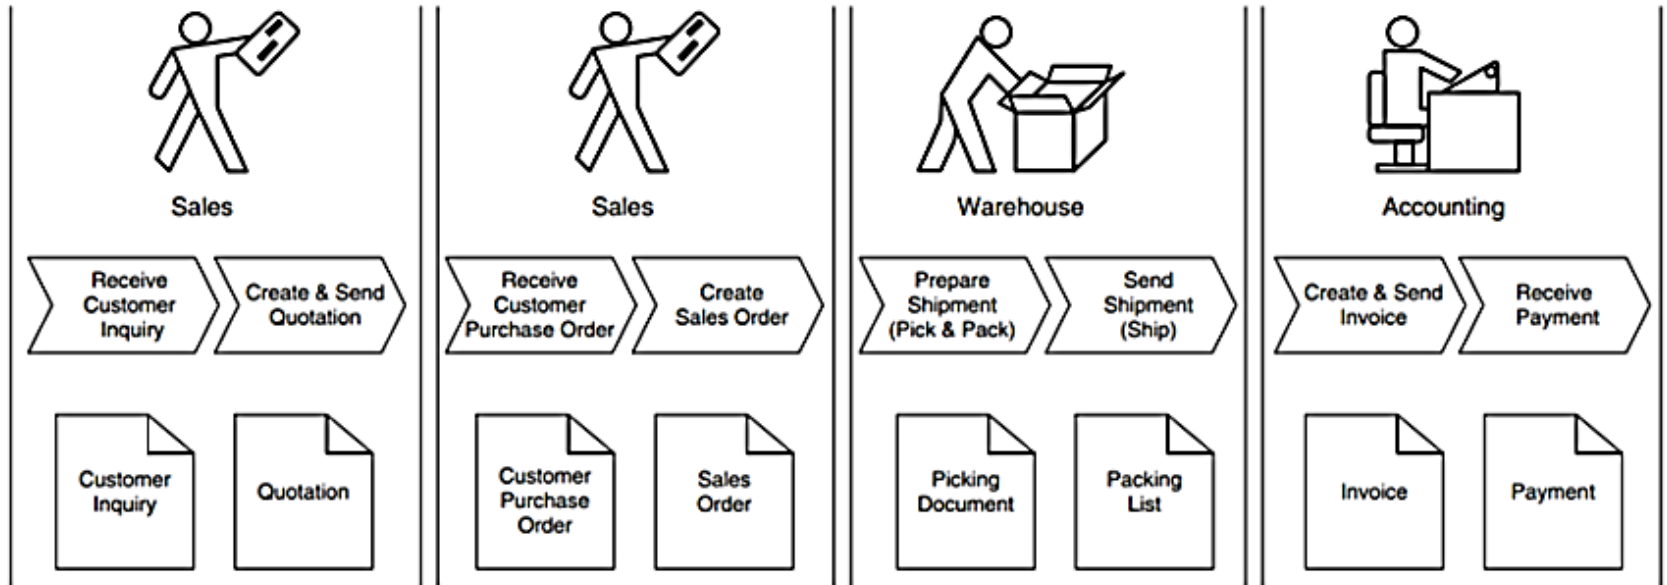 Sales
Sales
Warehouse
Accounting
Receive
Customer
Inquiry
Create & Send
Quotation
Receive
Customer
Purchase Order
Create
Sales Order
Prepare
Shipment
(Pick & Pack)
Send
Shipment
(Ship)
Create & Send
Invoice
Receive
Payment
Customer
Inquiry
Quotation
Customer
Purchase
Order
Sales
Order
Picking
Document
Packing
List
Invoice
Payment